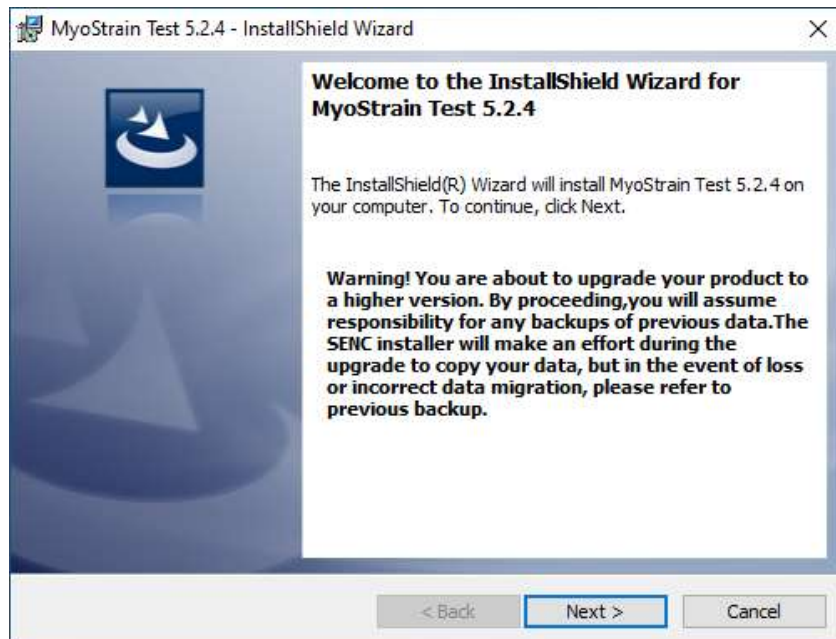 MyoStrain Test 5.2.4 - InstallShield Wizard
Welcome to the InstallShield Wizard for
MyoStrain Test 5.2.4
The InstallShield(R) Wizard will install MyoStrain Test 5.2.4 on
your computer. To continue, click Next.
Warning! You are about to upgrade your product to
a higher version. By proceeding,you will assume
responsibility for any backups of previous data.The
SENC installer will make an effort during the
upgrade to copy your data, but in the event of loss
or incorrect data migration, please refer to
previous backup.
< Back
Next >
Cancel